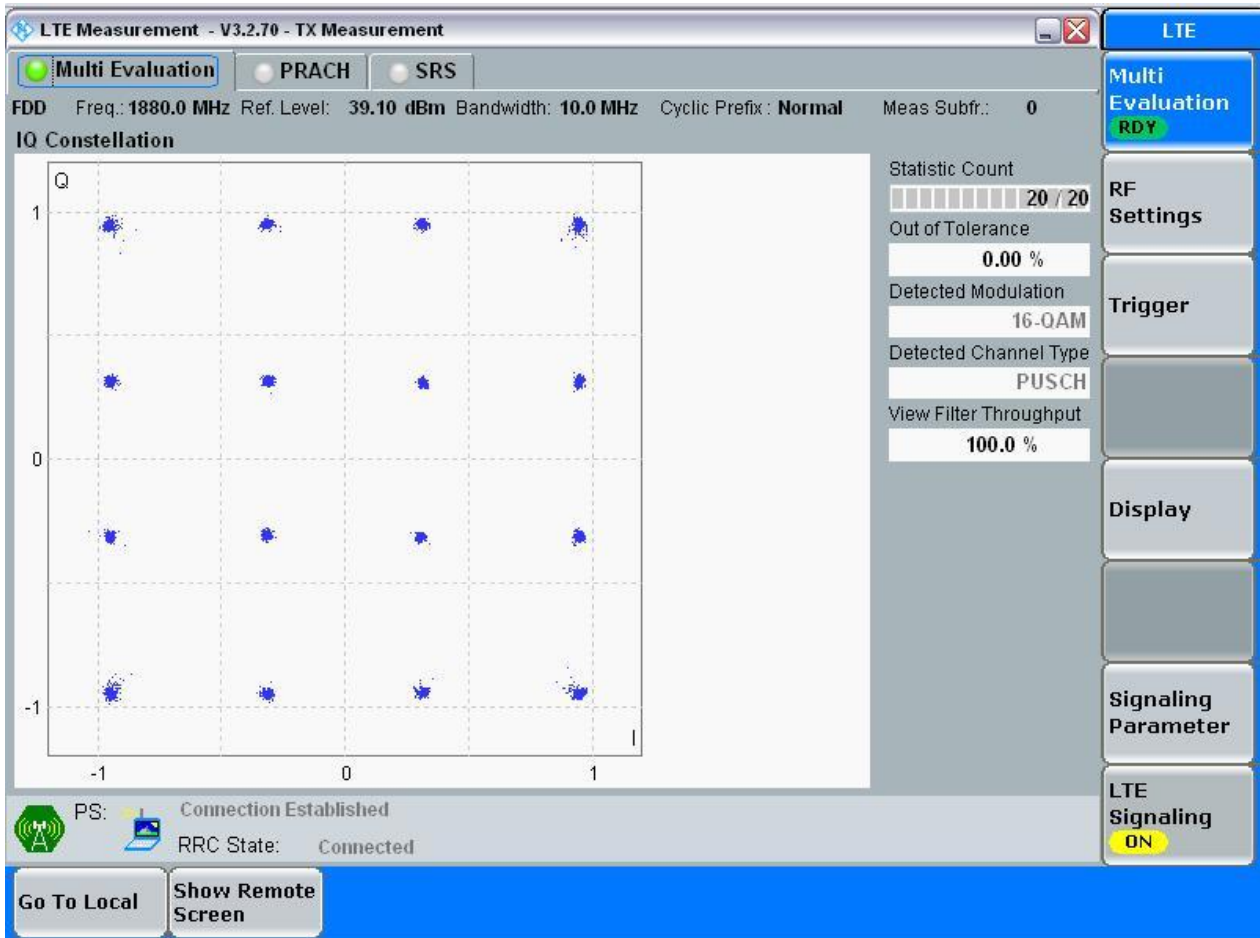 LTE Measurement - V3.2.70 - TX Measurement
LTE
Multi Evaluation PRACH SRS
FDD Freq.: 1880.0 MHz Ref. Level: 39.10 dBm Bandwidth: 10.0 MHz Cyclic Prefix : Normal Meas Subfr.: 0
IQ Constellation
Q
1
0
-1
-1 0 1
I
Statistic Count
20 / 20
Out of Tolerance
0.00 %
Detected Modulation
16-QAM
Detected Channel Type
PUSCH
View Filter Throughput
100.0 %
Multi
Evaluation
RDY
RF
Settings
Trigger
Display
Signaling
Parameter
LTE
Signaling
ON
PS: Connection Established
RRC State: Connected
Go To Local
Show Remote
Screen